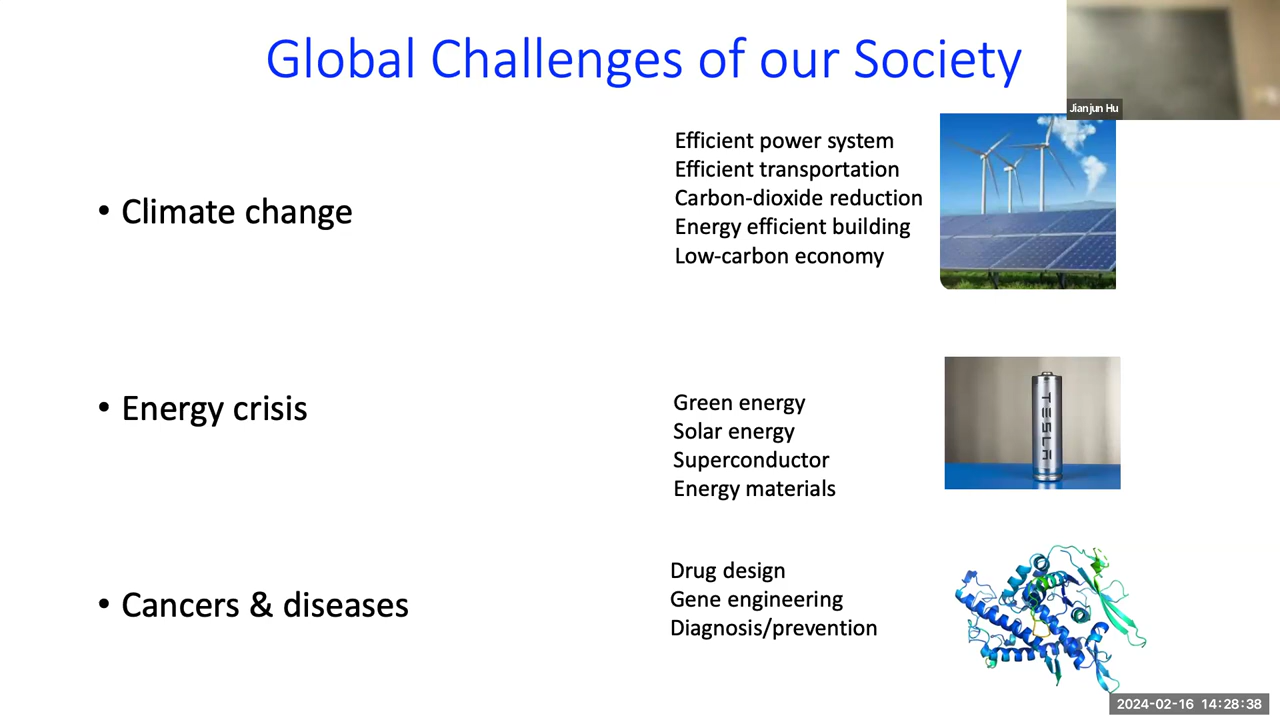 Global Challenges of our Society
Jianjun Hu
• Climate change
Efficient power system
Efficient transportation
Carbon-dioxide reduction
Energy efficient building
Low-carbon economy
• Energy crisis
Green energy
Solar energy
Superconductor
Energy materials
TESLA
• Cancers & diseases
Drug design
Gene engineering
Diagnosis/prevention
2024-02-16 14:28:38